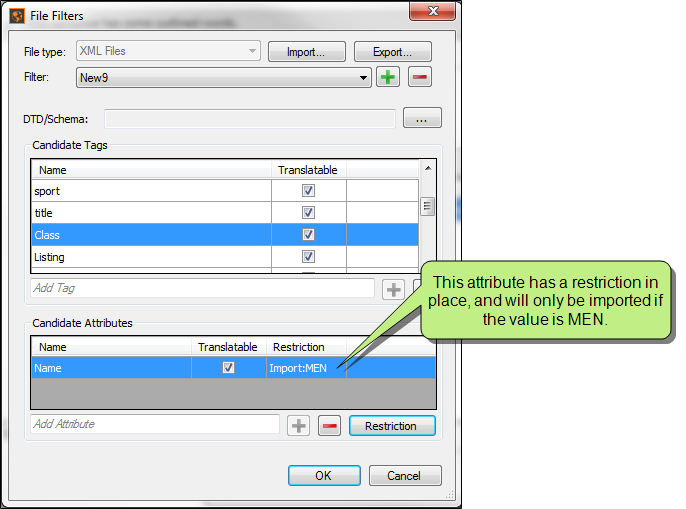 File Filters
File type:
XML Files
Import...
Export...
Filter:
New9
DTD/Schema:
...
Candidate Tags
Name Translatable
sport
title
Class
Listing
Add Tag
This attribute has a restriction in
place, and will only be imported if
the value is MEN.
Candidate Attributes
Name Translatable Restriction
Name Import:MEN
Add Attribute
Restriction
OK
Cancel